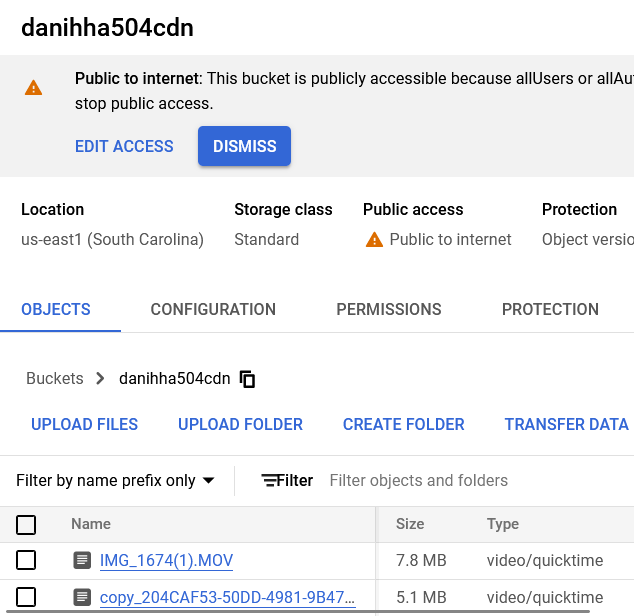 danihha504cdn
Public to internet: This bucket is publicly accessible because allUsers or allAu
stop public access.
EDIT ACCESS DISMISS
Location Storage class Public access Protection
us-east1 (South Carolina) Standard Public to internet Object versio
OBJECTS CONFIGURATION PERMISSIONS PROTECTION
Buckets danihha504cdn
UPLOAD FILES UPLOAD FOLDER CREATE FOLDER TRANSFER DATA
Filter by name prefix only Filter Filter objects and folders
Name Size Type
IMG_1674(1).MOV 7.8 MB video/quicktime
copy_204CAF53-50DD-4981-9B47... 5.1 MB video/quicktime